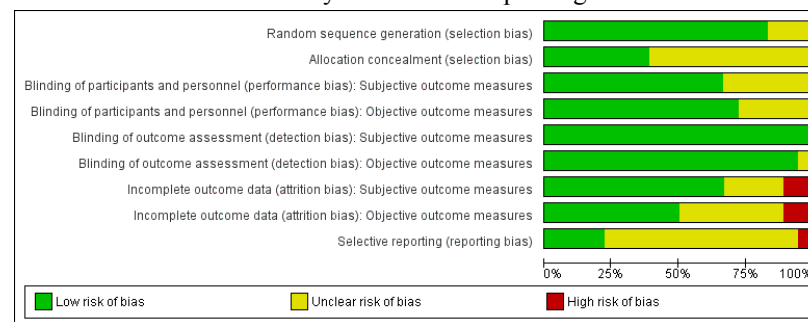 Random sequence generation (selection bias)
Allocation concealment (selection bias)
Blinding of participants and personnel (performance bias): Subjective outcome measures
Blinding of participants and personnel (performance bias): Objective outcome measures
Blinding of outcome assessment (detection bias): Subjective outcome measures
Blinding of outcome assessment (detection bias): Objective outcome measures
Incomplete outcome data (attrition bias): Subjective outcome measures
Incomplete outcome data (attrition bias): Objective outcome measures
Selective reporting (reporting bias)
0% 25% 50% 75% 100%
Low risk of bias Unclear risk of bias High risk of bias